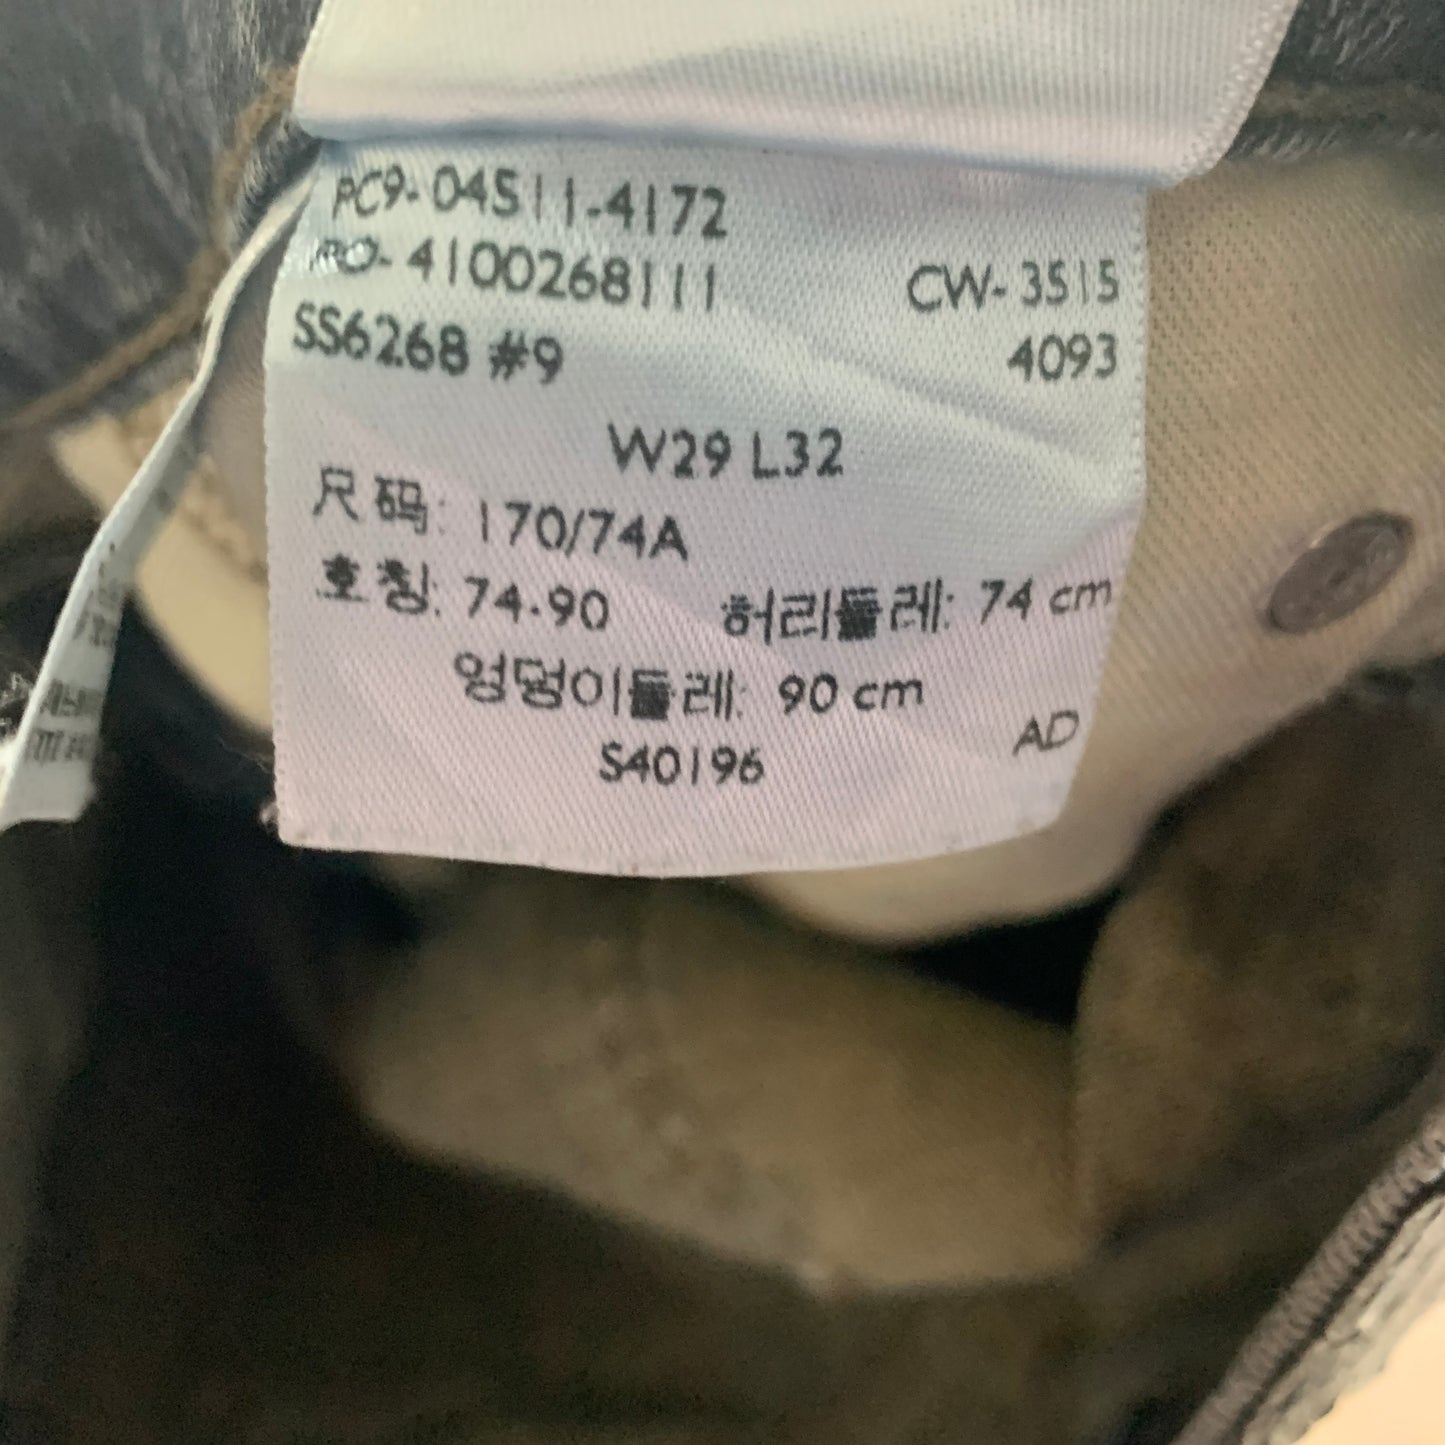 PC9-04511-4172
PO-4100268111 CW-3515
SS6268 #9 4093
W29 L32
尺码: 170/74A
호칭: 74-90 허리둘레: 74 cm
엉덩이둘레: 90 cm
S40196 AD